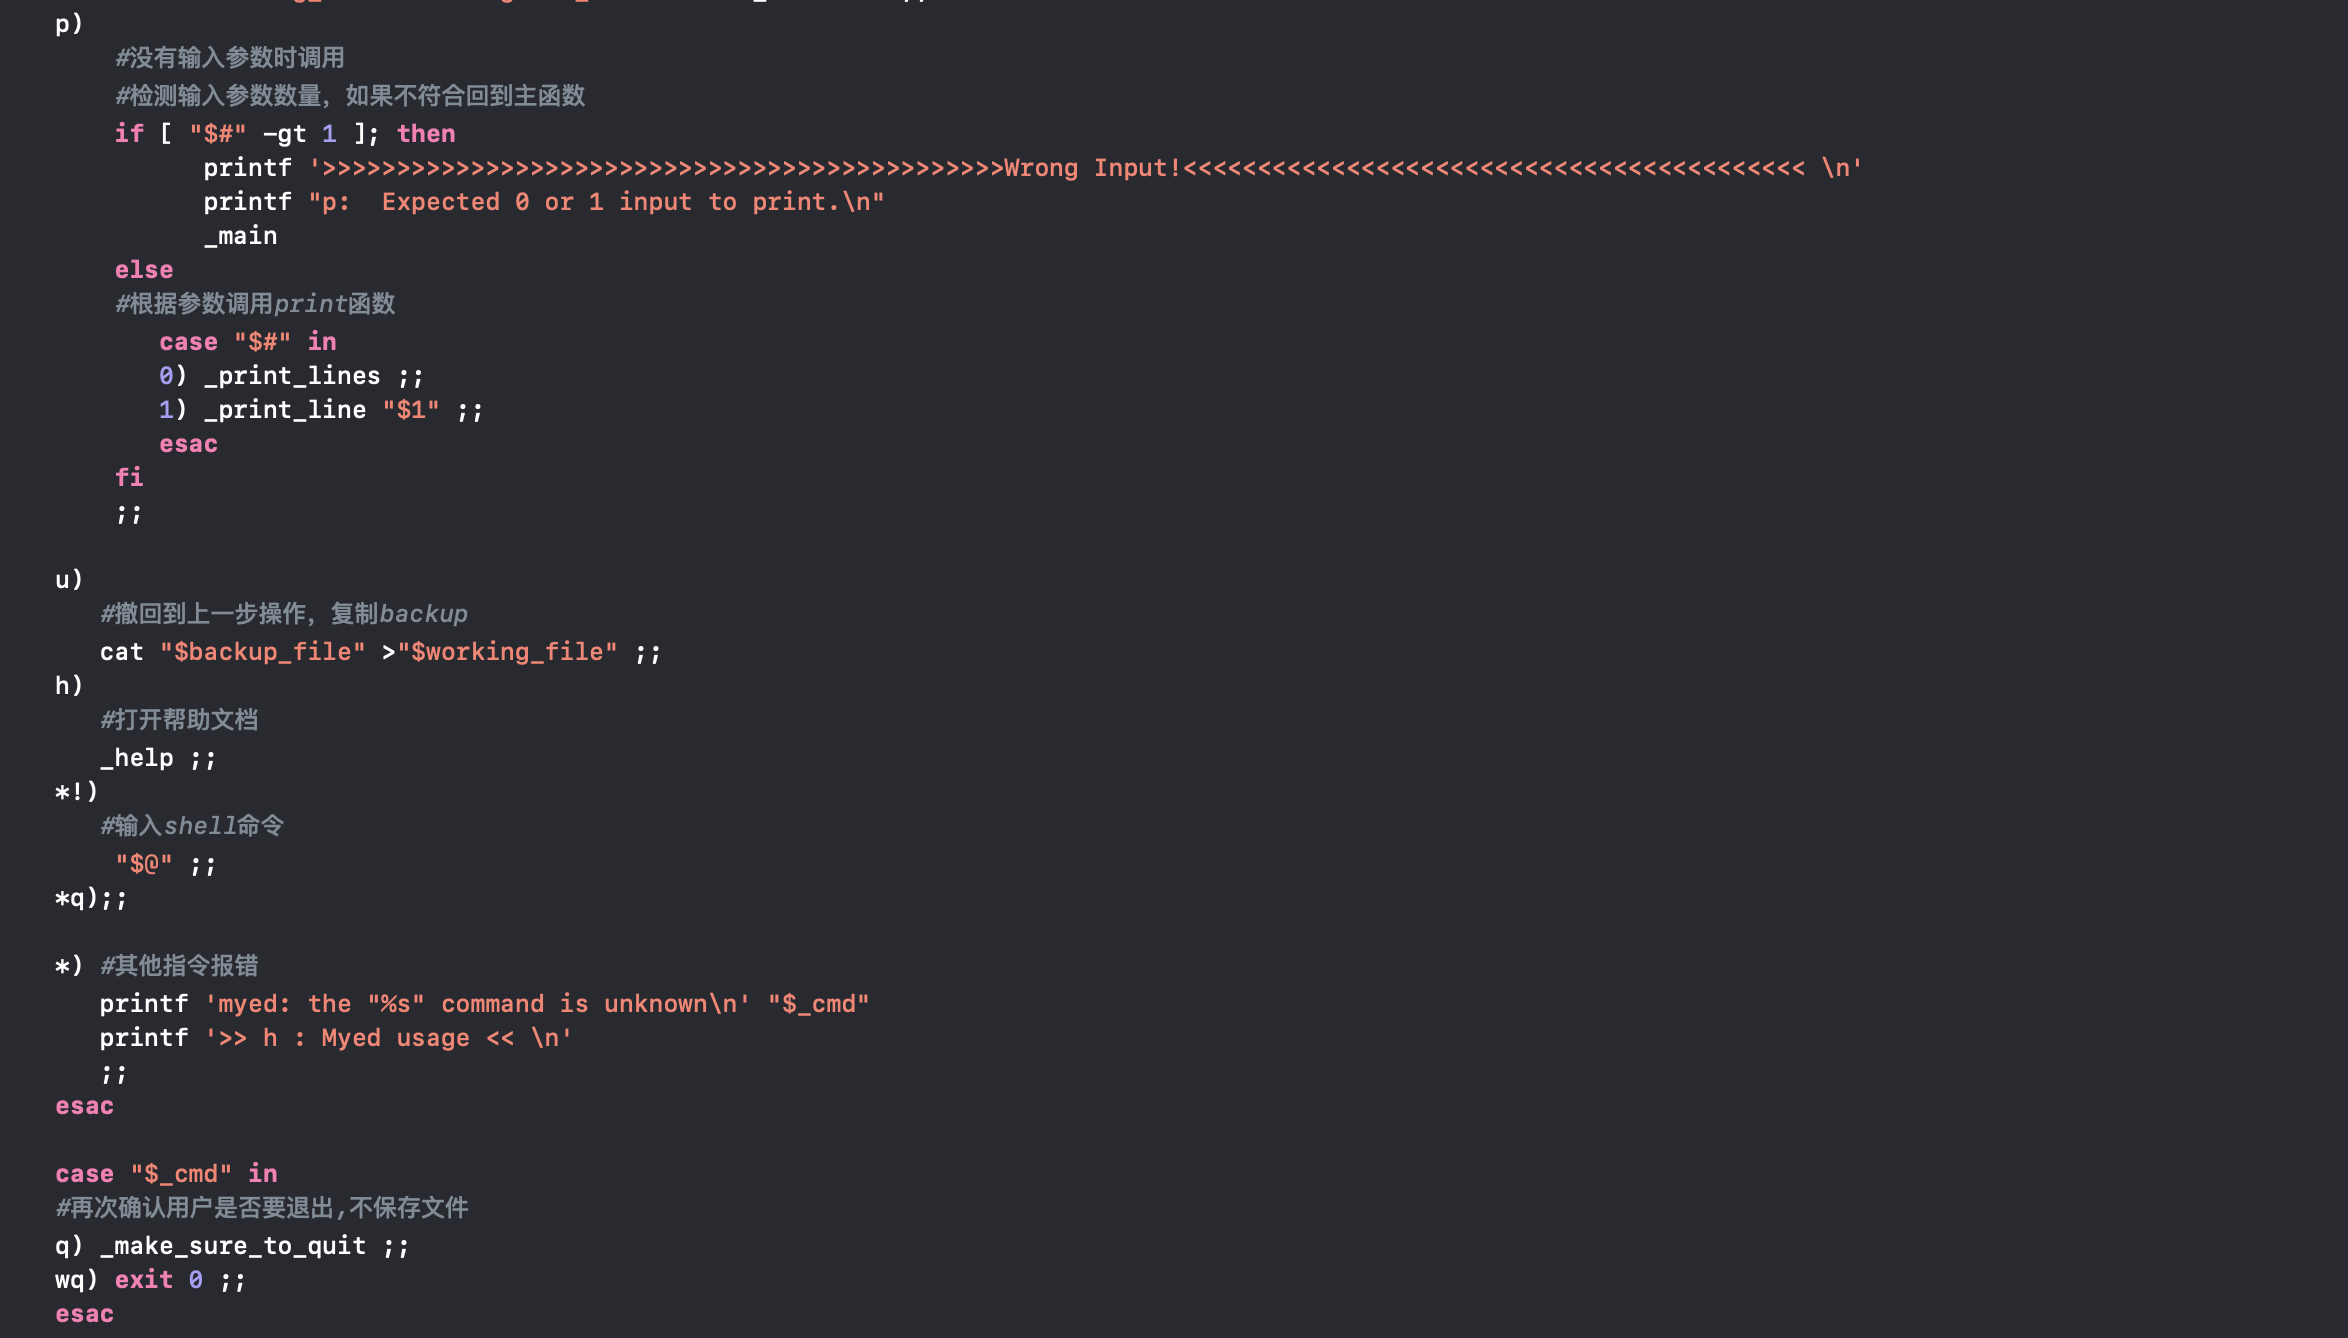 p)
#没有输入参数时调用
#检测输入参数数量，如果不符合回到主函数
if [ "$#" -gt 1 ]; then
printf '>>>>>>>>>>>>>>>>>>>>>>>>>>>>>>>>>>>>>>>>>>>>>>Wrong Input!<<<<<<<<<<<<<<<<<<<<<<<<<<<<<<<<<<<<<<<<<< \n'
printf "p:  Expected 0 or 1 input to print.\n"
_main
else
#根据参数调用print函数
case "$#" in
0) _print_lines ;;
1) _print_line "$1" ;;
esac
fi
;;
u)
#撤回到上一步操作，复制backup
cat "$backup_file" >"$working_file" ;;
h)
#打开帮助文档
_help ;;
*!)
#输入shell命令
"$@" ;;
*q);;
*) #其他指令报错
printf 'myed: the "%s" command is unknown\n' "$_cmd"
printf '>> h : Myed usage << \n'
;;
esac
case "$_cmd" in
#再次确认用户是否要退出,不保存文件
q) _make_sure_to_quit ;;
wq) exit 0 ;;
esac